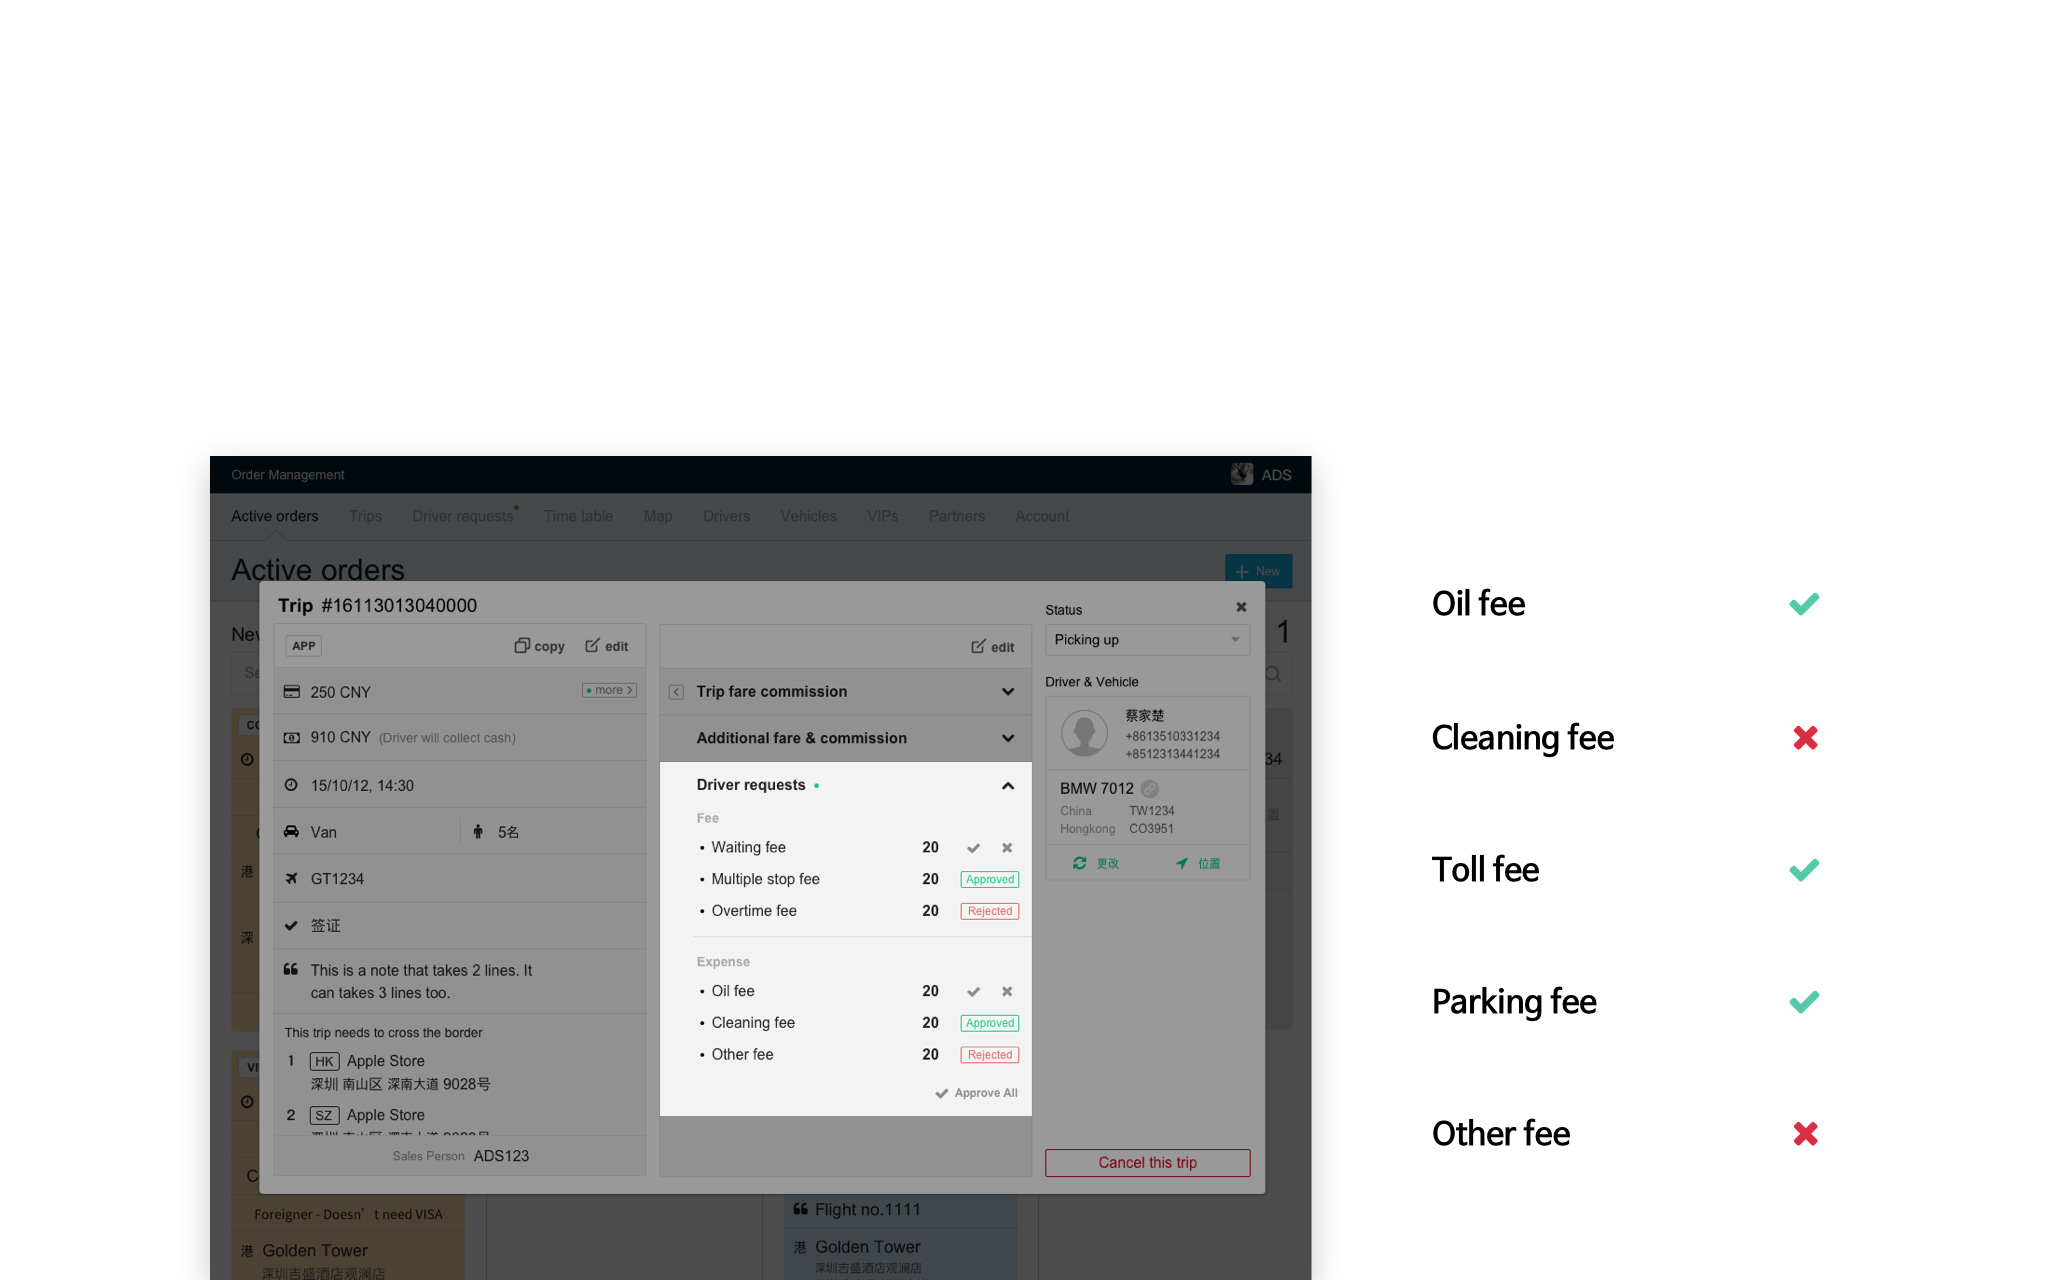 Order Management
ADS
Active orders
Trips
Driver requests
Time table
Map
Drivers
Vehicles
VIPs
Partners
Account
Active orders
New
Trip #16113013040000
APP
copy
edit
250 CNY
more
910 CNY (Driver will collect cash)
15/10/12, 14:30
Van
5名
GT1234
签证
This is a note that takes 2 lines. It
can takes 3 lines too.
This trip needs to cross the border
1 HK Apple Store
深圳 南山区 深南大道 9028号
2 SZ Apple Store
Sales Person ADS123
edit
Trip fare commission
Additional fare & commission
Driver requests
Fee
• Waiting fee 20
• Multiple stop fee 20 Approved
• Overtime fee 20 Rejected
Expense
• Oil fee 20
• Cleaning fee 20 Approved
• Other fee 20 Rejected
Approve All
Status
Picking up
Driver & Vehicle
蔡家楚
+8613510331234
+8512313441234
BMW 7012
China TW1234
Hongkong CO3951
更改
位置
Cancel this trip
1
34
港
深
Foreigner - Doesn't need VISA
港 Golden Tower
深圳吉盛酒店观澜店
Flight no.1111
港 Golden Tower
深圳吉盛酒店观澜店
Oil fee
Cleaning fee
Toll fee
Parking fee
Other fee